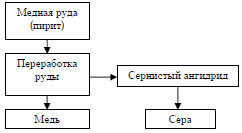 Медная руда
(пирит)
Переработка
руды
Сернистый ангидрид
Медь
Сера